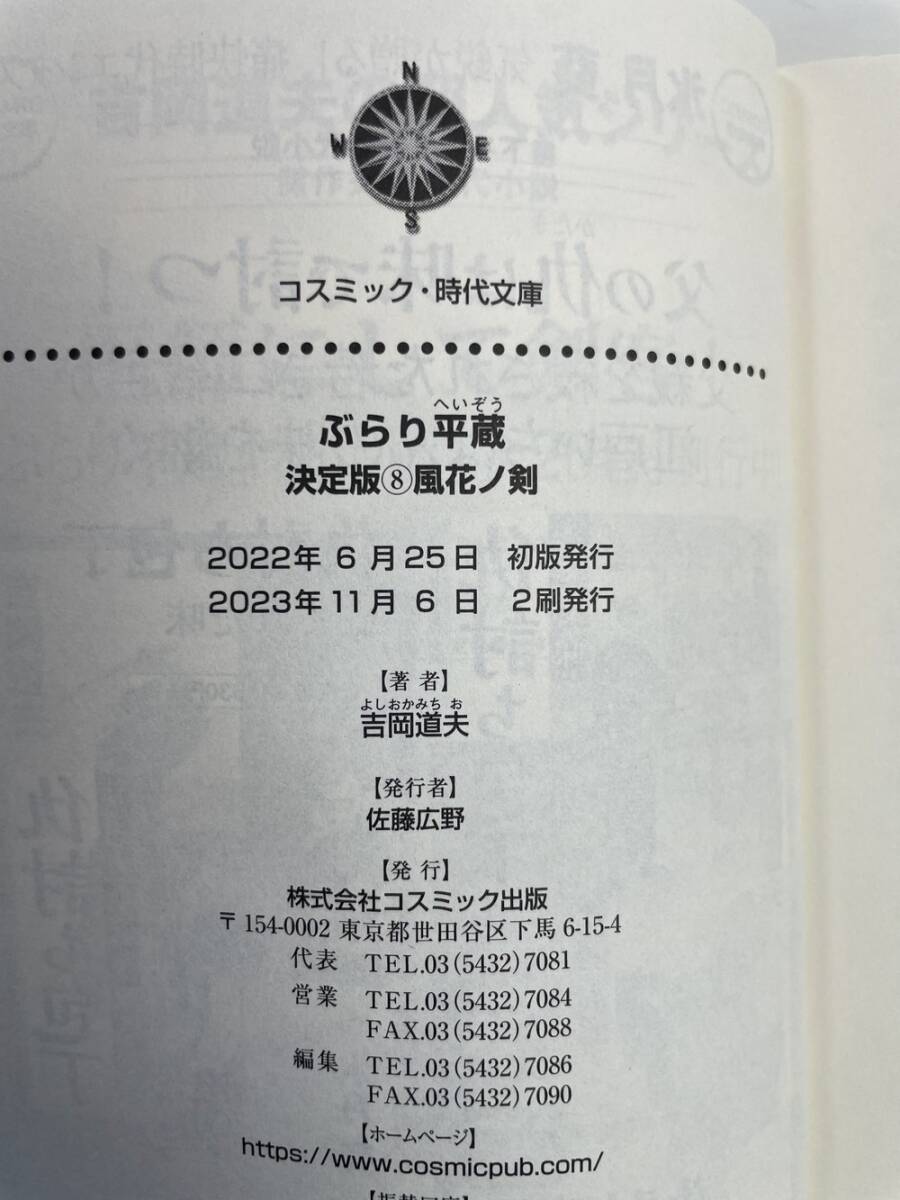 N
W E
S
コスミック・時代文庫
へいぞう
ぶらり平蔵
決定版⑧風花ノ剣
2022年 6 月 25日 初版発行
2023年 11月 6 日 2刷発行
【著 者】
よしおかみち お
吉岡道夫
【発行者】
佐藤広野
【発 行】
株式会社コスミック出版
〒154-0002 東京都世田谷区下馬 6-15-4
代表 TEL.03(5432)7081
営業 TEL.03(5432)7084
FAX.03(5432)7088
編集 TEL.03(5432)7086
FAX.03(5432)7090
【ホームページ】
https://www.cosmicpub.com/